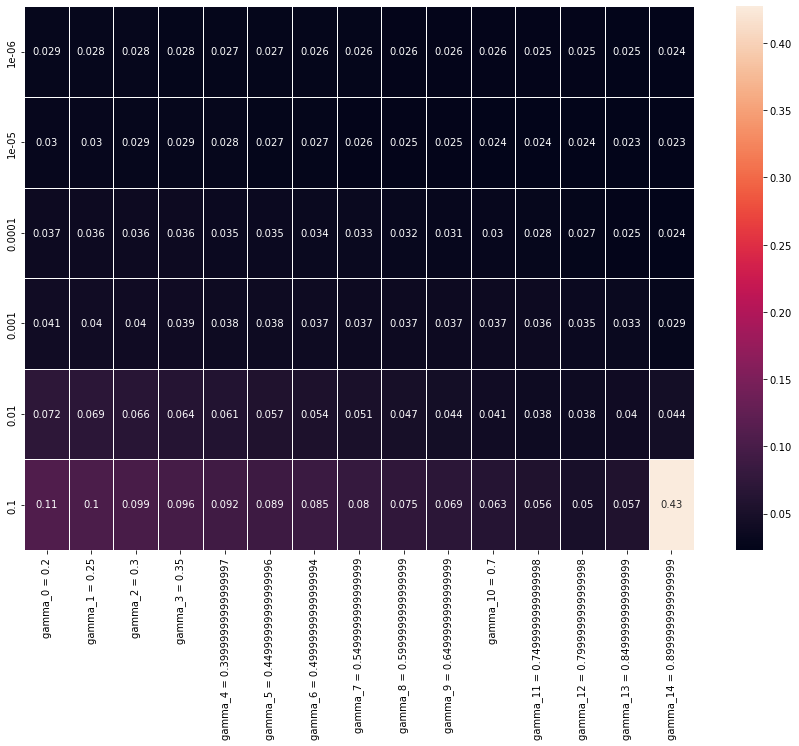 1e-06 0.029 0.028 0.028 0.028 0.027 0.027 0.026 0.026 0.026 0.026 0.026 0.025 0.025 0.025 0.024
1e-05 0.03 0.03 0.029 0.029 0.028 0.027 0.027 0.026 0.025 0.025 0.024 0.024 0.024 0.023 0.023
0.0001 0.037 0.036 0.036 0.036 0.035 0.035 0.034 0.033 0.032 0.031 0.03 0.028 0.027 0.025 0.024
0.001 0.041 0.04 0.04 0.039 0.038 0.038 0.037 0.037 0.037 0.037 0.037 0.036 0.035 0.033 0.029
0.01 0.072 0.069 0.066 0.064 0.061 0.057 0.054 0.051 0.047 0.044 0.041 0.038 0.038 0.04 0.044
0.1 0.11 0.1 0.099 0.096 0.092 0.089 0.085 0.08 0.075 0.069 0.063 0.056 0.05 0.057 0.43
gamma_0 = 0.2
gamma_1 = 0.25
gamma_2 = 0.3
gamma_3 = 0.35
gamma_4 = 0.39999999999999997
gamma_5 = 0.44999999999999996
gamma_6 = 0.49999999999999994
gamma_7 = 0.5499999999999999
gamma_8 = 0.5999999999999999
gamma_9 = 0.6499999999999999
gamma_10 = 0.7
gamma_11 = 0.7499999999999998
gamma_12 = 0.7999999999999998
gamma_13 = 0.8499999999999999
gamma_14 = 0.8999999999999999
0.40
0.35
0.30
0.25
0.20
0.15
0.10
0.05